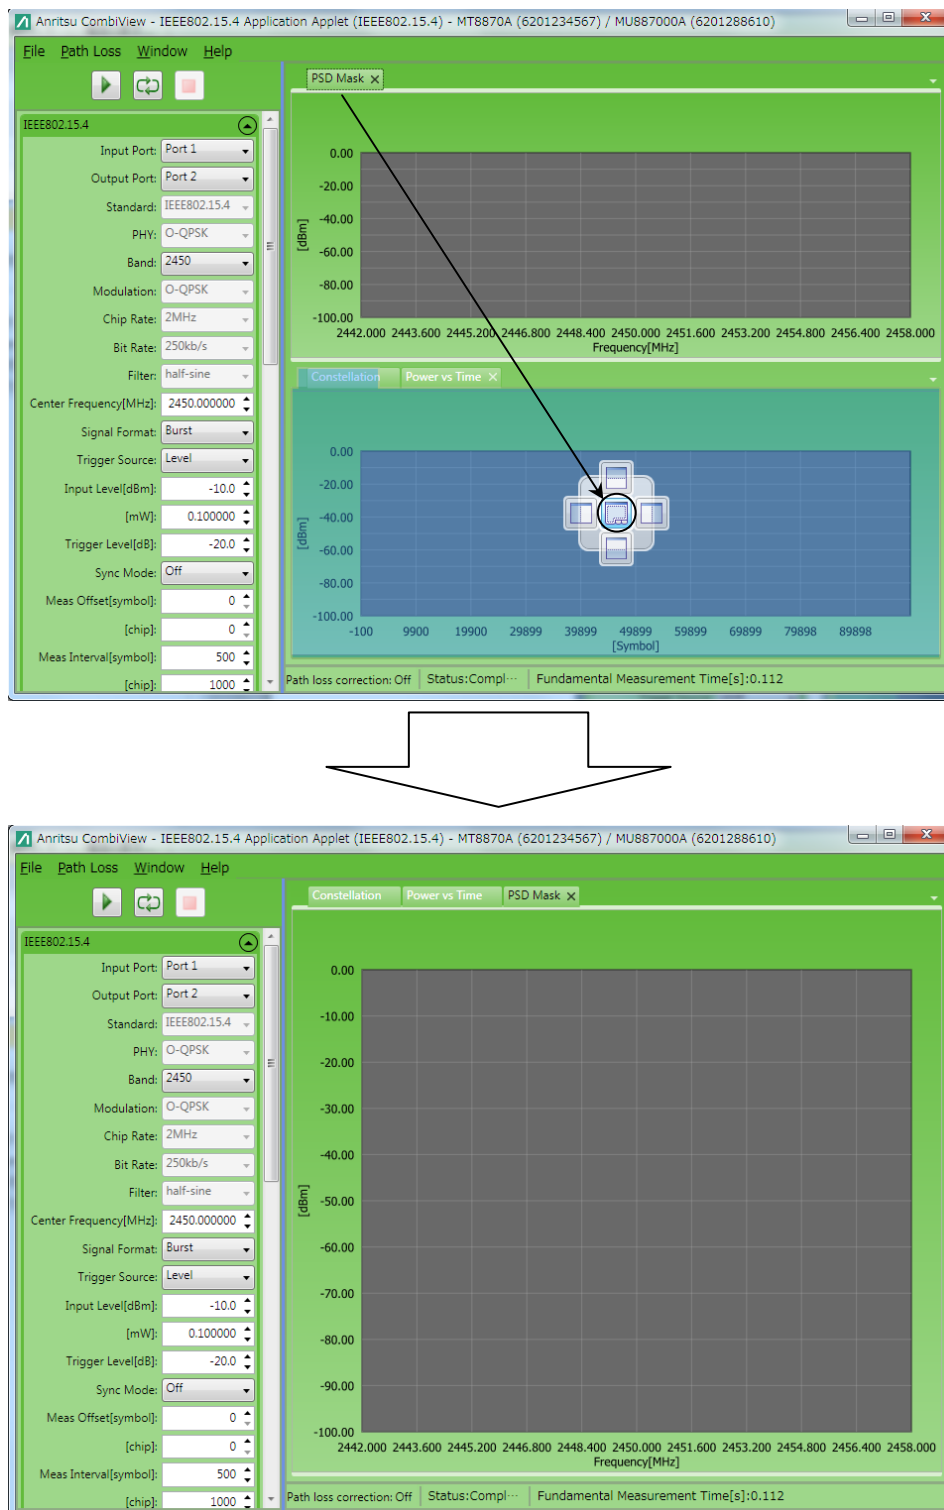 Anritsu CombiView - IEEE802.15.4 Application Applet (IEEE802.15.4) - MT8870A (6201234567) / MU887000A (6201288610)
File Path Loss Window Help
IEEE802.15.4
Input Port: Port 1
Output Port: Port 2
Standard: IEEE802.15.4
PHY: O-QPSK
Band: 2450
Modulation: O-QPSK
Chip Rate: 2MHz
Bit Rate: 250kb/s
Filter: half-sine
Center Frequency[MHz]: 2450.000000
Signal Format: Burst
Trigger Source: Level
Input Level[dBm]: -10.0
[mW]: 0.100000
Trigger Level[dB]: -20.0
Sync Mode: Off
Meas Offset[symbol]: 0
[chip]: 0
Meas Interval[symbol]: 500
[chip]: 1000
PSD Mask
0.00
-20.00
-40.00
-60.00
-80.00
-100.00
[dBm]
2442.000 2443.600 2445.200 2446.800 2448.400 2450.000 2451.600 2453.200 2454.800 2456.400 2458.000
Frequency[MHz]
Constellation Power vs Time
0.00
-20.00
-40.00
-60.00
-80.00
-100.00
[dBm]
-100 9900 19900 29899 39899 49899 59899 69899 79898 89898
[Symbol]
Path loss correction: Off Status:Compl··· Fundamental Measurement Time[s]:0.112
Anritsu CombiView - IEEE802.15.4 Application Applet (IEEE802.15.4) - MT8870A (6201234567) / MU887000A (6201288610)
File Path Loss Window Help
IEEE802.15.4
Input Port: Port 1
Output Port: Port 2
Standard: IEEE802.15.4
PHY: O-QPSK
Band: 2450
Modulation: O-QPSK
Chip Rate: 2MHz
Bit Rate: 250kb/s
Filter: half-sine
Center Frequency[MHz]: 2450.000000
Signal Format: Burst
Trigger Source: Level
Input Level[dBm]: -10.0
[mW]: 0.100000
Trigger Level[dB]: -20.0
Sync Mode: Off
Meas Offset[symbol]: 0
[chip]: 0
Meas Interval[symbol]: 500
[chip]: 1000
Constellation Power vs Time PSD Mask
0.00
-10.00
-20.00
-30.00
-40.00
-50.00
-60.00
-70.00
-80.00
-90.00
-100.00
[dBm]
2442.000 2443.600 2445.200 2446.800 2448.400 2450.000 2451.600 2453.200 2454.800 2456.400 2458.000
Frequency[MHz]
Path loss correction: Off Status:Compl··· Fundamental Measurement Time[s]:0.112